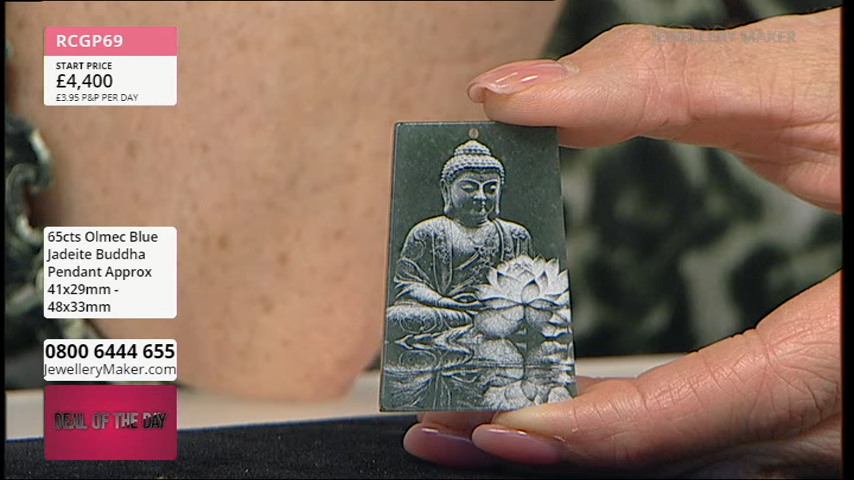 RCGP69
START PRICE
£4,400
£3.95 P&P PER DAY
JEWELLERY MAKER
65cts Olmec Blue
Jadeite Buddha
Pendant Approx
41x29mm -
48x33mm
0800 6444 655
JewelleryMaker.com
DEAL OF THE DAY